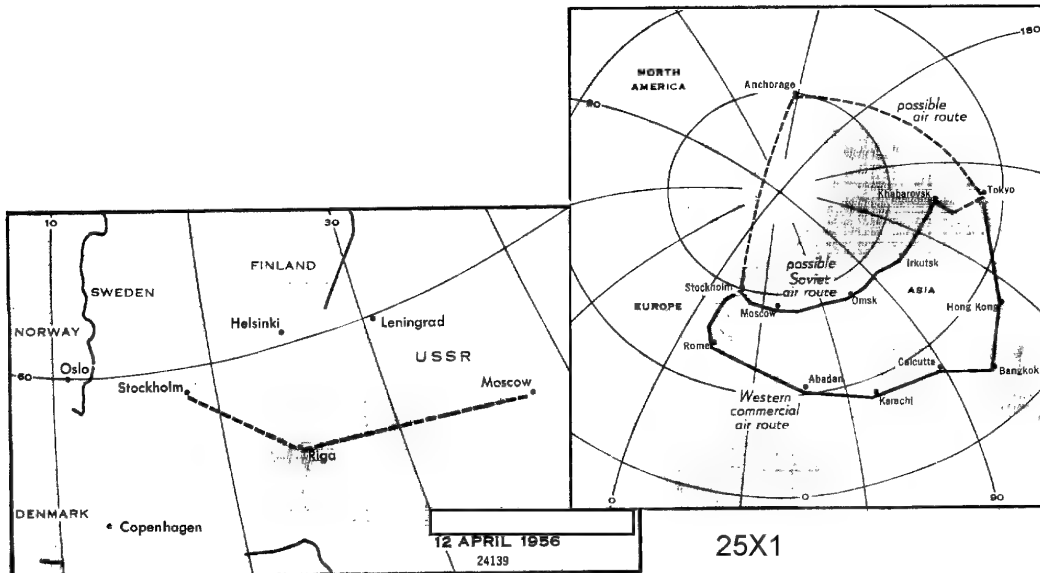 10
30
FINLAND
SWEDEN
NORWAY
Helsinki
Leningrad
USSR
60
Oslo
Stockholm
Moscow
Riga
DENMARK
Copenhagen
12 APRIL 1956
24139
180
NORTH
AMERICA
Anchorage
90
possible
air route
Khabarovsk
Tokyo
possible
Soviet
air route
Irkutsk
Stockholm
Omsk
ASIA
EUROPE
Moscow
Hong Kong
Rome
Calcutta
Abadan
Bangkok
Western
commercial
air route
Karachi
0
0
90
25X1